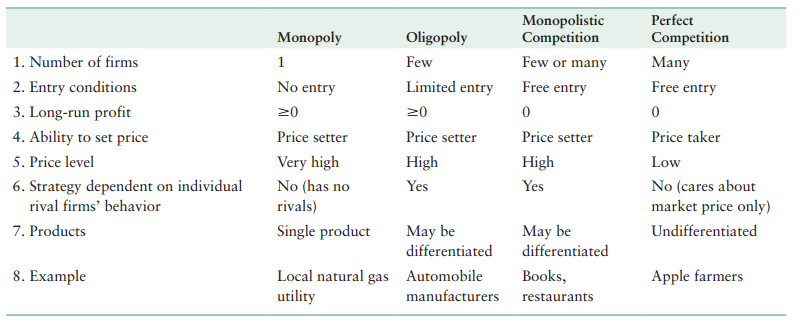 Monopoly Oligopoly Monopolistic Competition Perfect Competition
1. Number of firms 1 Few Few or many Many
2. Entry conditions No entry Limited entry Free entry Free entry
3. Long-run profit ≥0 ≥0 0 0
4. Ability to set price Price setter Price setter Price setter Price taker
5. Price level Very high High High Low
6. Strategy dependent on individual No (has no Yes Yes No (cares about
rival firms’ behavior rivals) market price only)
7. Products Single product May be May be Undifferentiated
differentiated differentiated
8. Example Local natural gas Automobile Books, Apple farmers
utility manufacturers restaurants